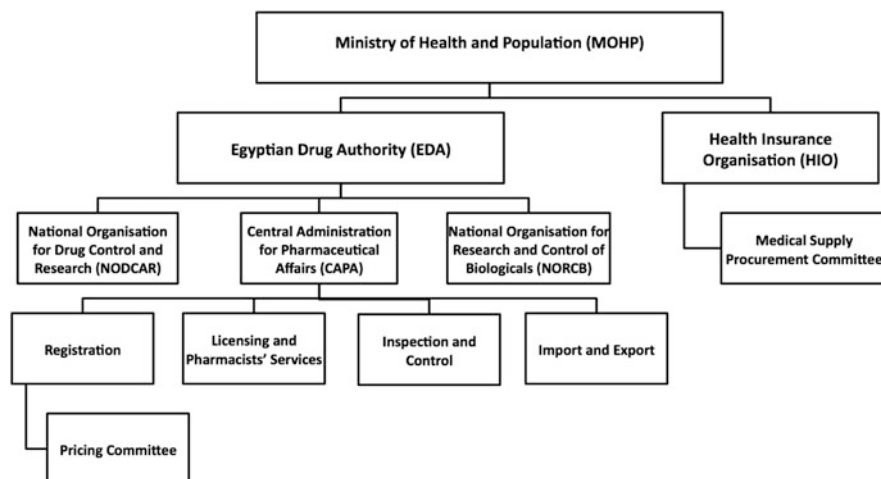 Ministry of Health and Population (MOHP)
Egyptian Drug Authority (EDA)
Health Insurance
Organisation (HIO)
National Organisation
for Drug Control and
Research (NODCAR)
Central Administration
for Pharmaceutical
Affairs (CAPA)
National Organisation for
Research and Control of
Biologicals (NORCB)
Medical Supply
Procurement Committee
Registration
Licensing and
Pharmacists’ Services
Inspection and
Control
Import and Export
Pricing Committee